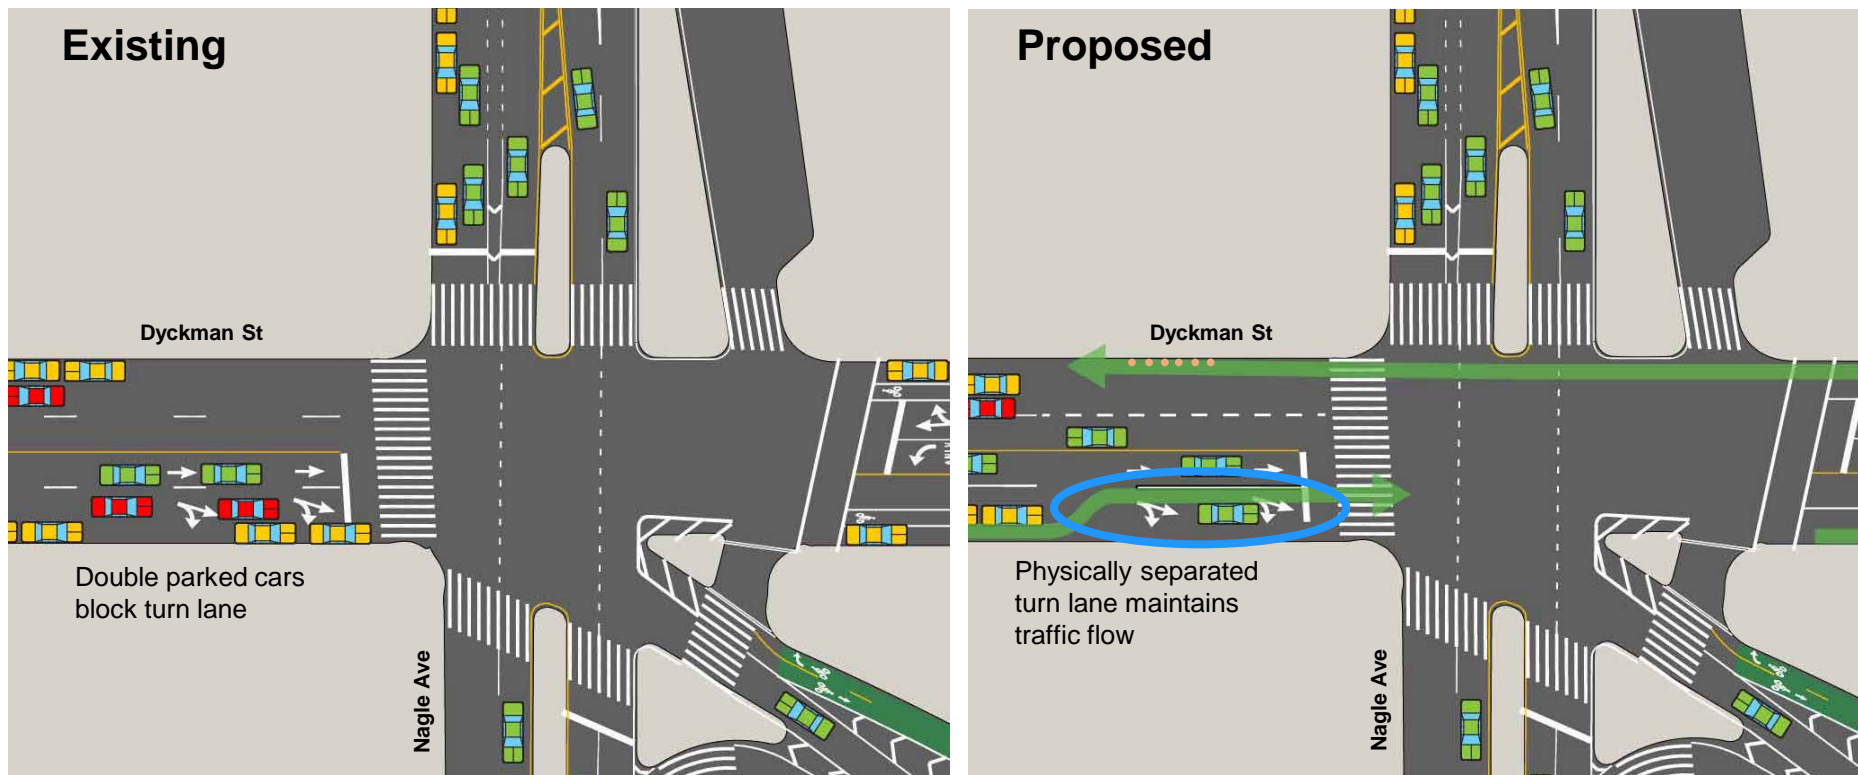 Existing
Dyckman St
Double parked cars
block turn lane
Nagle Ave
Proposed
Dyckman St
Physically separated
turn lane maintains
traffic flow
Nagle Ave